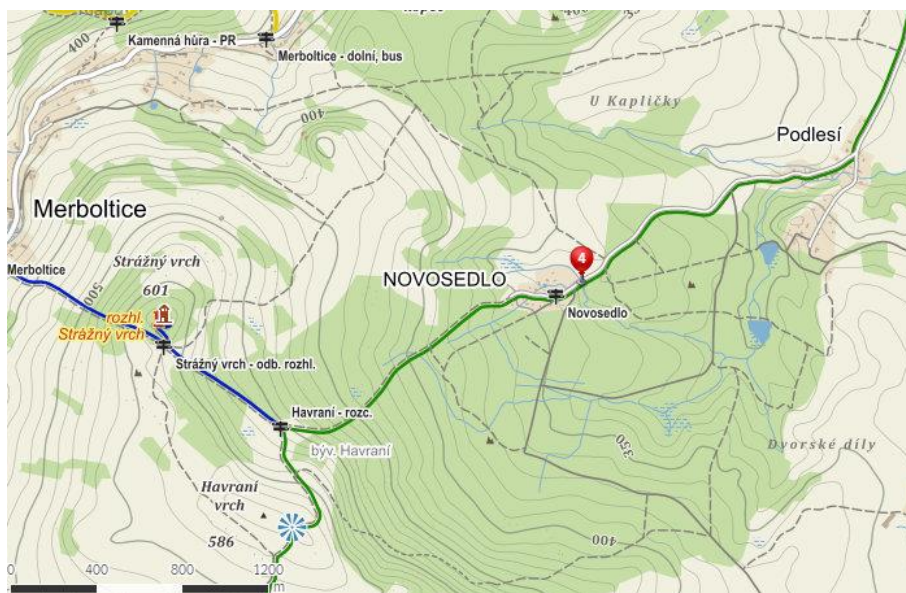 400
Kamenná hůra - PR
Merboltice - dolní, bus
400
U Kapličky
Podlesí
Merboltice
Strážný vrch
601
Merboltice
500
NOVOSEDLO
4
Novosedlo
rozhl.
Strážný vrch
Strážný vrch - odb. rozhl.
Havraní - rozc.
býv. Havraní
350
Dvorské díly
Havraní
vrch
586
400
0 400 800 1200
m